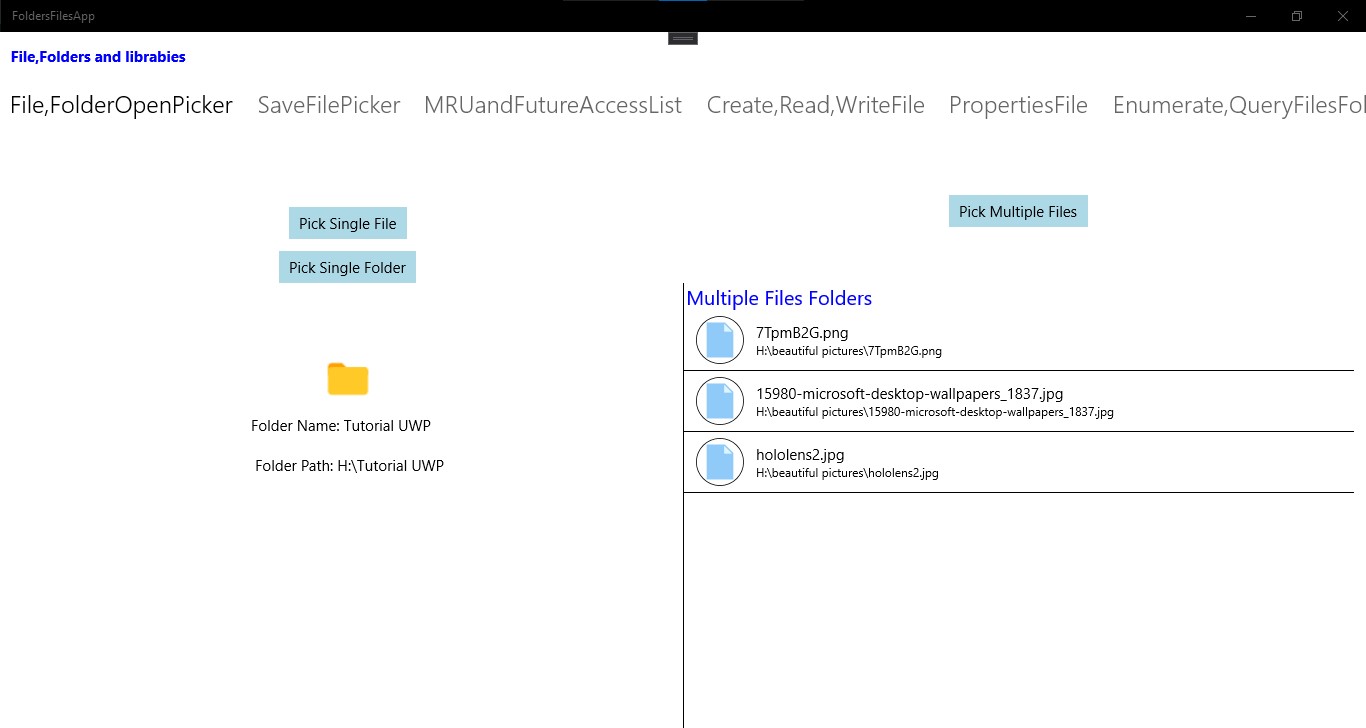 FoldersFilesApp
File,Folders and librabies
File,FolderOpenPicker SaveFilePicker MRUandFutureAccessList Create,Read,WriteFile PropertiesFile Enumerate,QueryFilesFol
Pick Single File
Pick Single Folder
Folder Name: Tutorial UWP
Folder Path: H:\Tutorial UWP
Pick Multiple Files
Multiple Files Folders
7TpmB2G.png
H:\beautiful pictures\7TpmB2G.png
15980-microsoft-desktop-wallpapers_1837.jpg
H:\beautiful pictures\15980-microsoft-desktop-wallpapers_1837.jpg
hololens2.jpg
H:\beautiful pictures\hololens2.jpg